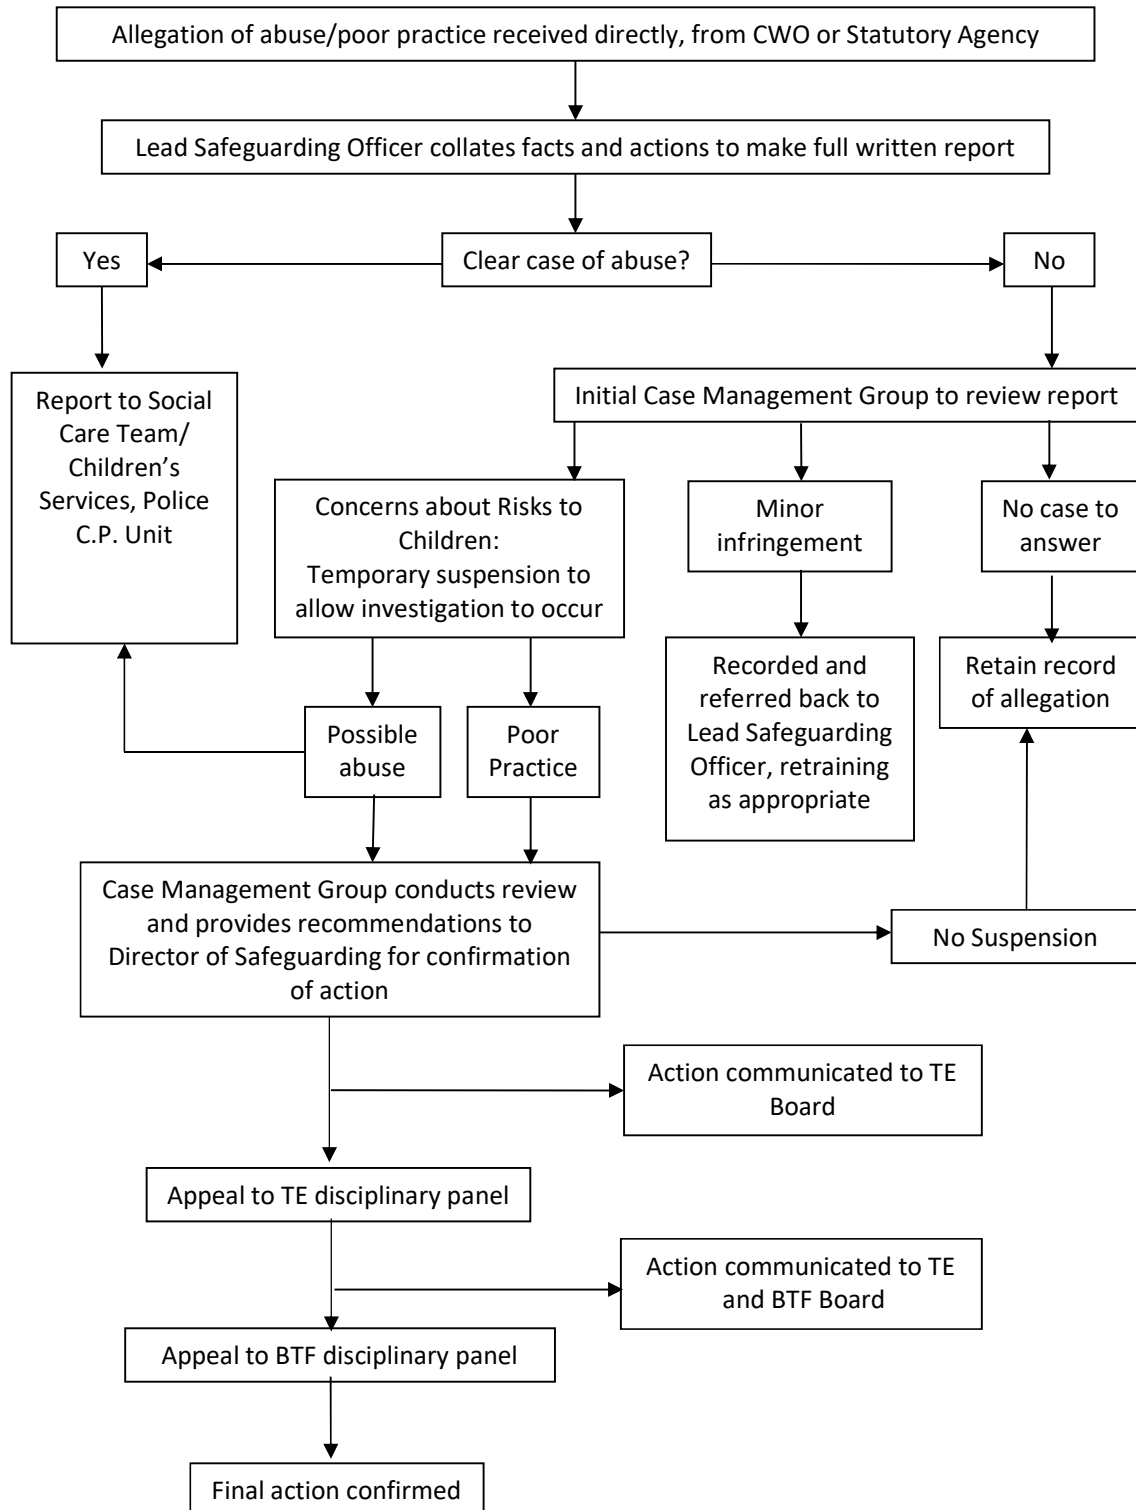 Allegation of abuse/poor practice received directly, from CWO or Statutory Agency
Lead Safeguarding Officer collates facts and actions to make full written report
Yes
Clear case of abuse?
No
Report to Social
Care Team/
Children’s
Services, Police
C.P. Unit
Initial Case Management Group to review report
Concerns about Risks to
Children:
Temporary suspension to
allow investigation to occur
Minor
infringement
No case to
answer
Possible
abuse
Poor
Practice
Recorded and
referred back to
Lead Safeguarding
Officer, retraining
as appropriate
Retain record
of allegation
Case Management Group conducts review
and provides recommendations to
Director of Safeguarding for confirmation
of action
No Suspension
Action communicated to TE
Board
Appeal to TE disciplinary panel
Action communicated to TE
and BTF Board
Appeal to BTF disciplinary panel
Final action confirmed